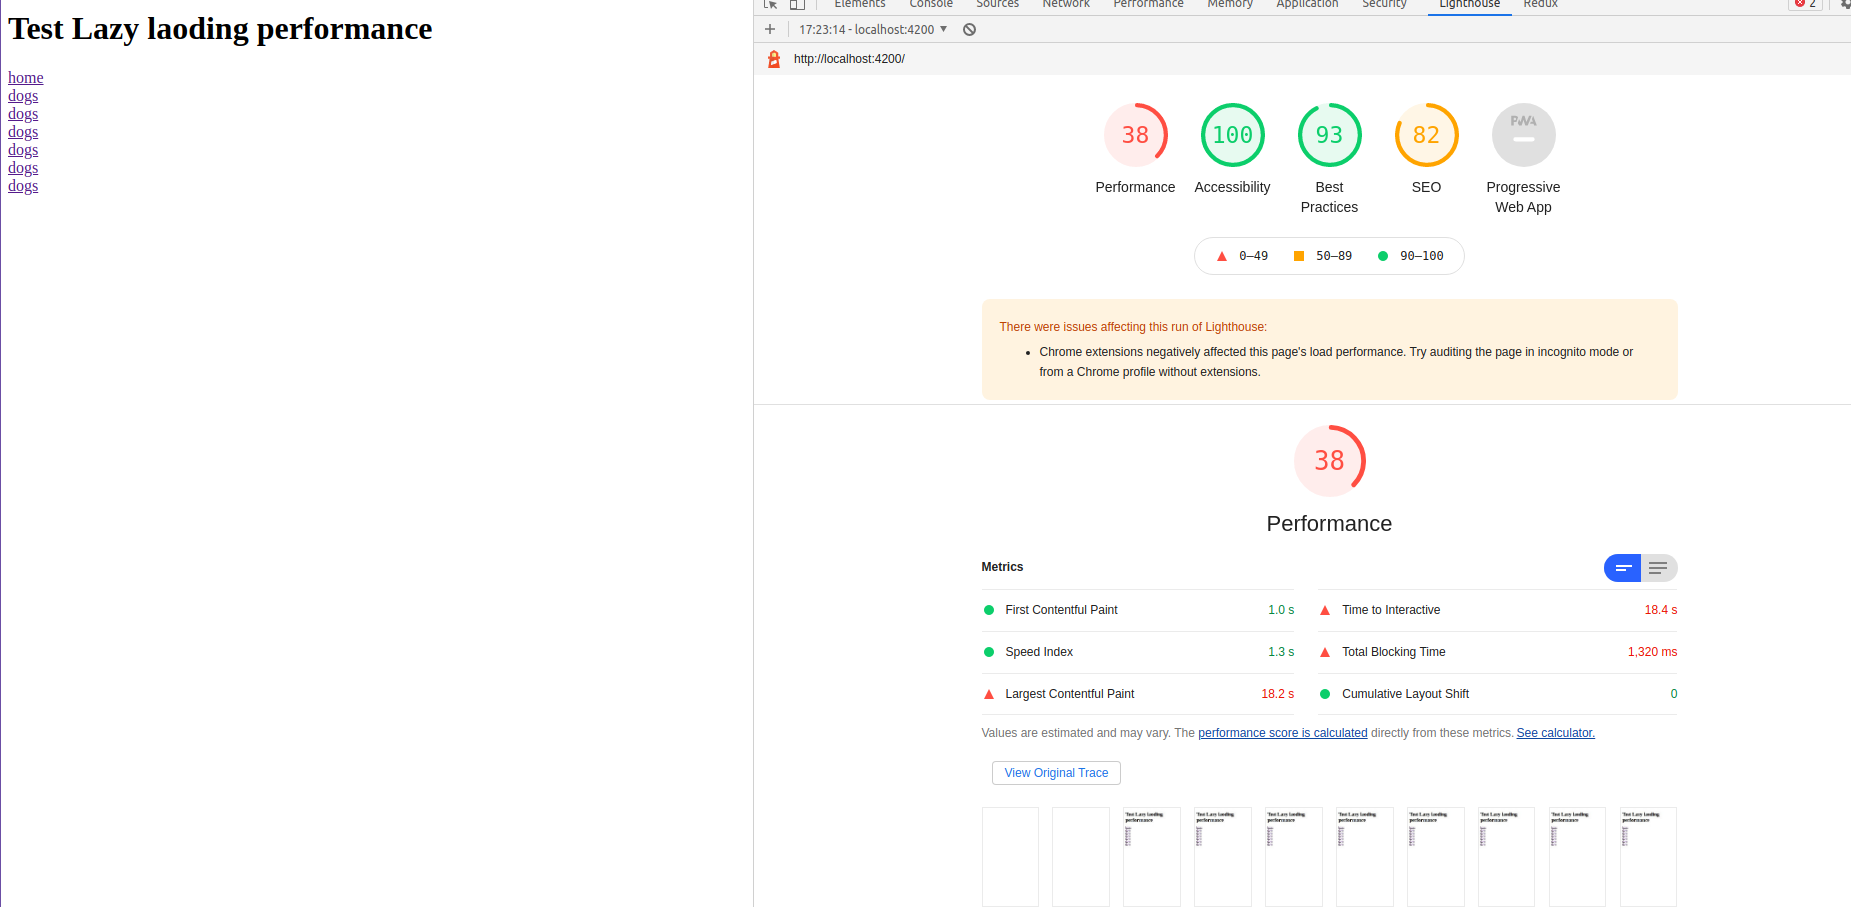 Test Lazy laoding performance
home
dogs
dogs
dogs
dogs
dogs
dogs
Elements Console Sources Network Performance Memory Application Security Lighthouse Redux 2
17:23:14 - localhost:4200
http://localhost:4200/
38 100 93 82 PWA
Performance Accessibility Best Practices SEO Progressive Web App
0–49 50–89 90–100
There were issues affecting this run of Lighthouse:
Chrome extensions negatively affected this page's load performance. Try auditing the page in incognito mode or
from a Chrome profile without extensions.
38
Performance
Metrics
First Contentful Paint 1.0 s
Time to Interactive 18.4 s
Speed Index 1.3 s
Total Blocking Time 1,320 ms
Largest Contentful Paint 18.2 s
Cumulative Layout Shift 0
Values are estimated and may vary. The performance score is calculated directly from these metrics. See calculator.
View Original Trace